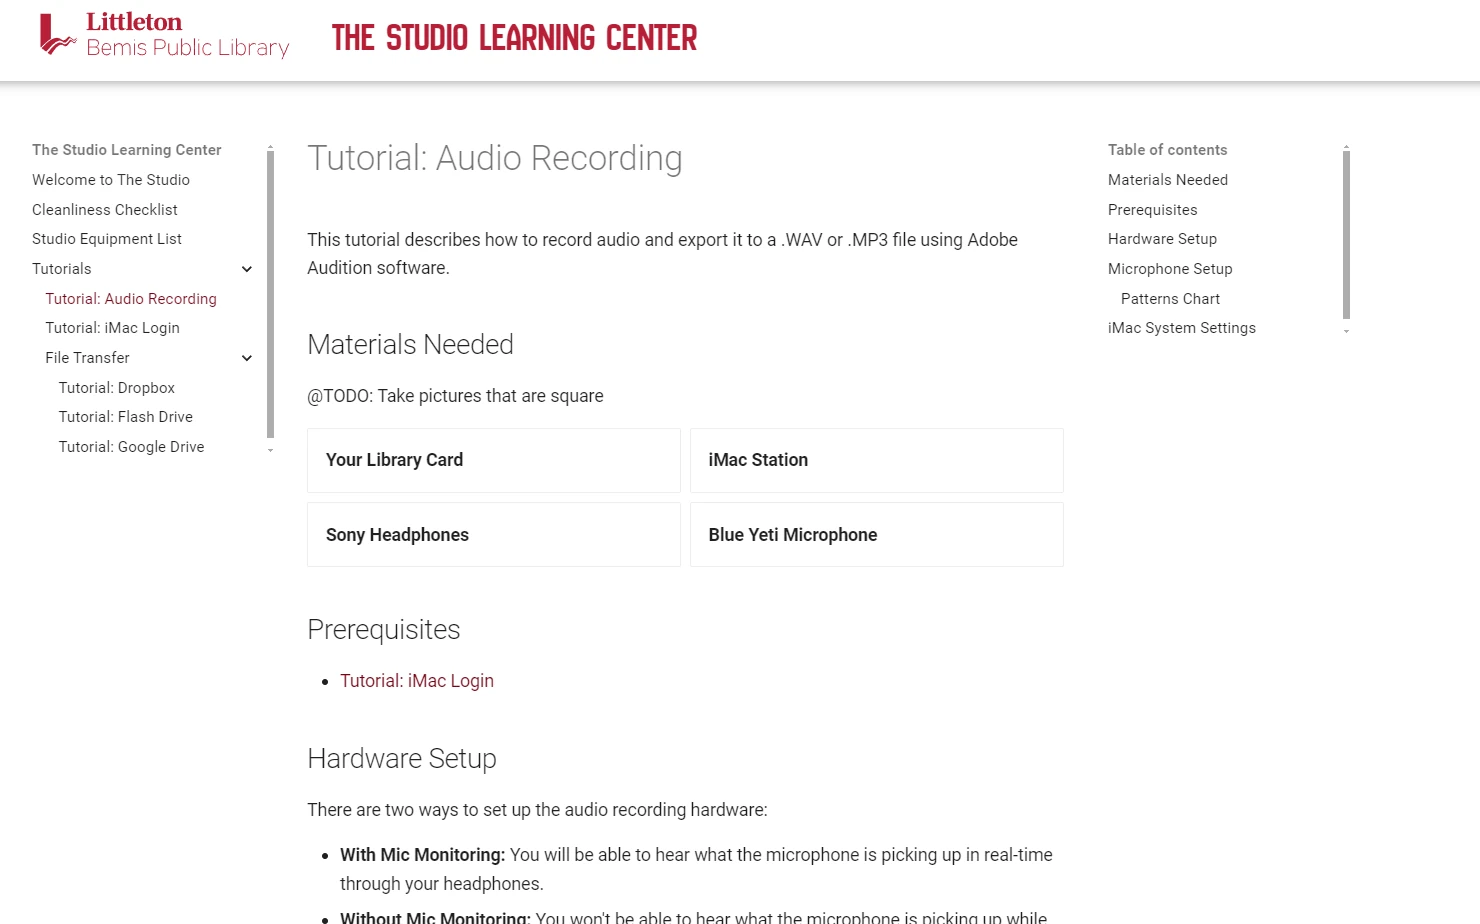 Littleton
Bemis Public Library
THE STUDIO LEARNING CENTER
The Studio Learning Center
Welcome to The Studio
Cleanliness Checklist
Studio Equipment List
Tutorials
Tutorial: Audio Recording
Tutorial: iMac Login
File Transfer
Tutorial: Dropbox
Tutorial: Flash Drive
Tutorial: Google Drive
Tutorial: Audio Recording
This tutorial describes how to record audio and export it to a .WAV or .MP3 file using Adobe
Audition software.
Materials Needed
@TODO: Take pictures that are square
Your Library Card
iMac Station
Sony Headphones
Blue Yeti Microphone
Prerequisites
Tutorial: iMac Login
Hardware Setup
There are two ways to set up the audio recording hardware:
With Mic Monitoring: You will be able to hear what the microphone is picking up in real-time
through your headphones.
Without Mic Monitoring: You won't be able to hear what the microphone is picking up while
Table of contents
Materials Needed
Prerequisites
Hardware Setup
Microphone Setup
Patterns Chart
iMac System Settings